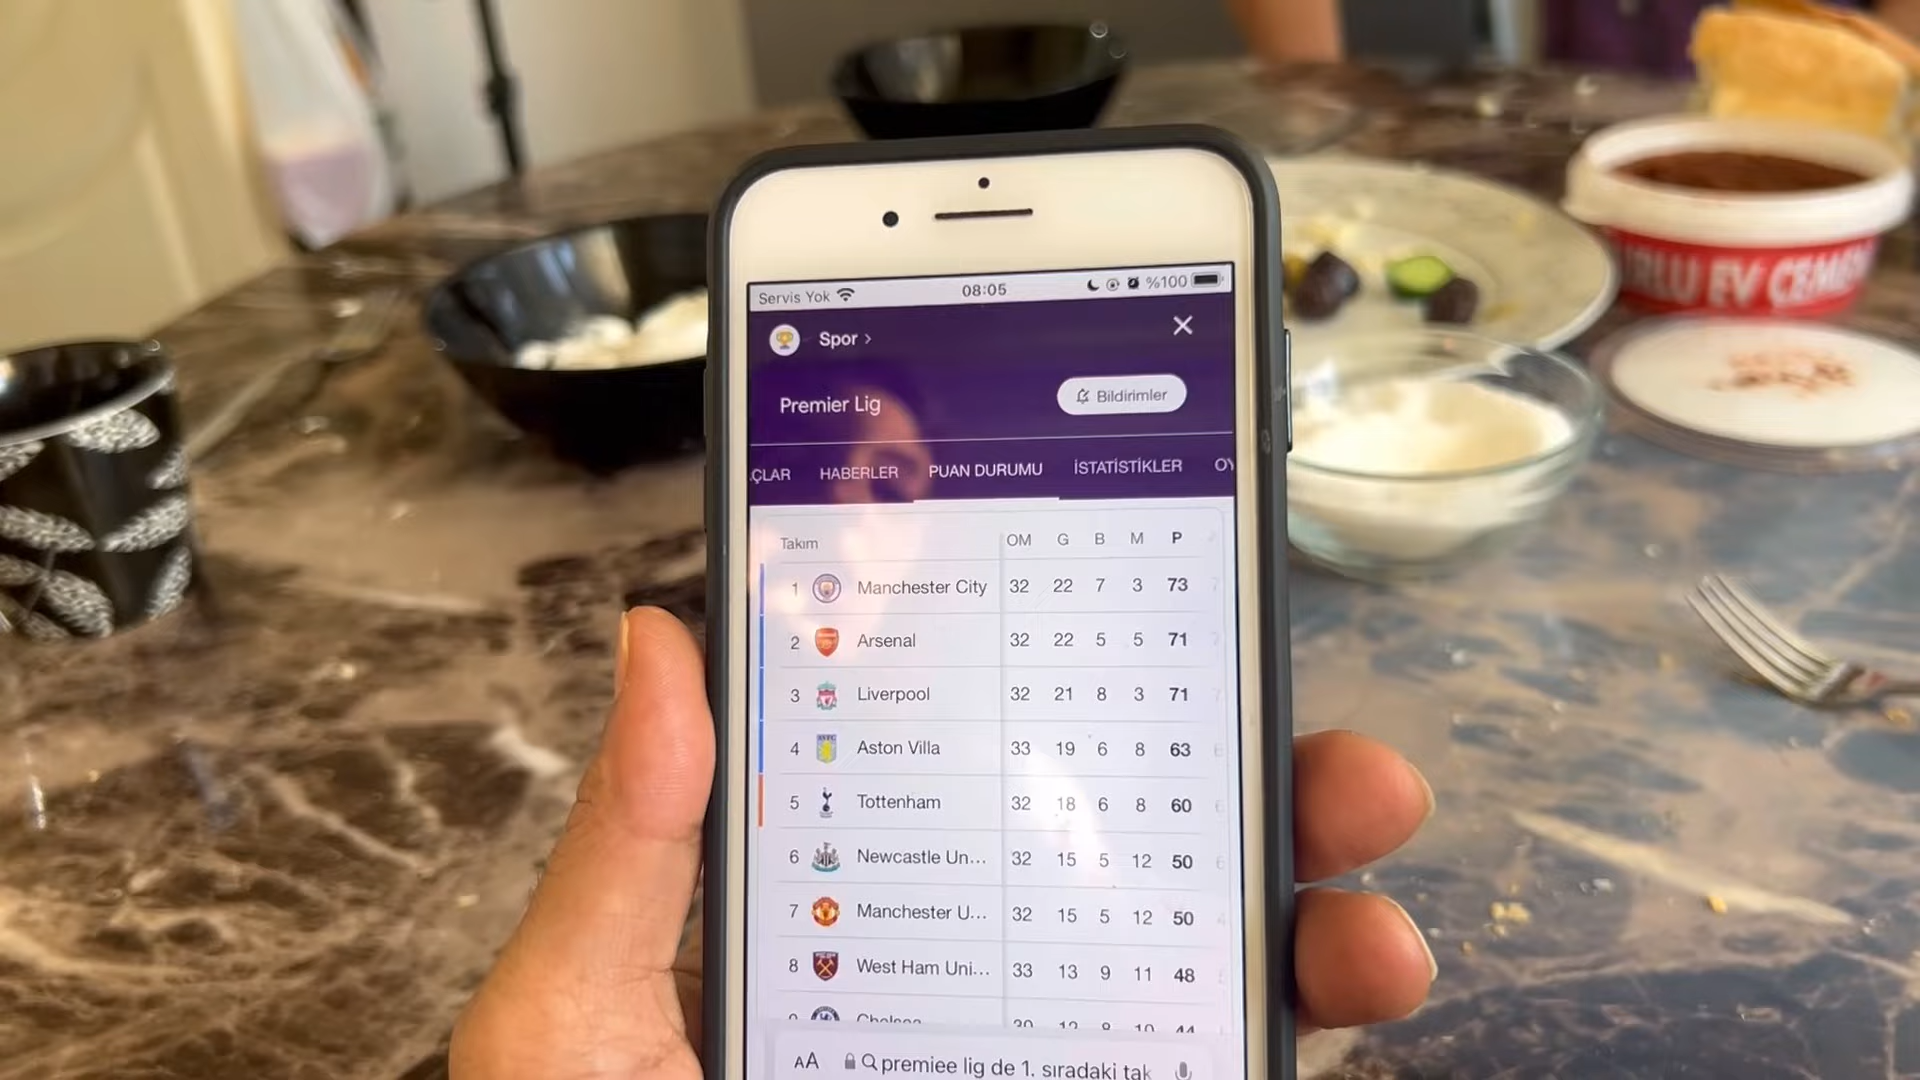 Servis Yok 08:05 %100
Spor >
Premier Lig Bildirimler
ÇLAR HABERLER PUAN DURUMU İSTATİSTİKLER
Takım OM G B M P
1 Manchester City 32 22 7 3 73
2 Arsenal 32 22 5 5 71
3 Liverpool 32 21 8 3 71
4 Aston Villa 33 19 6 8 63
5 Tottenham 32 18 6 8 60
6 Newcastle Un... 32 15 5 12 50
7 Manchester U... 32 15 5 12 50
8 West Ham Uni... 33 13 9 11 48
Chelsea 44
AA premiee lig de 1. sıradaki tak
EV